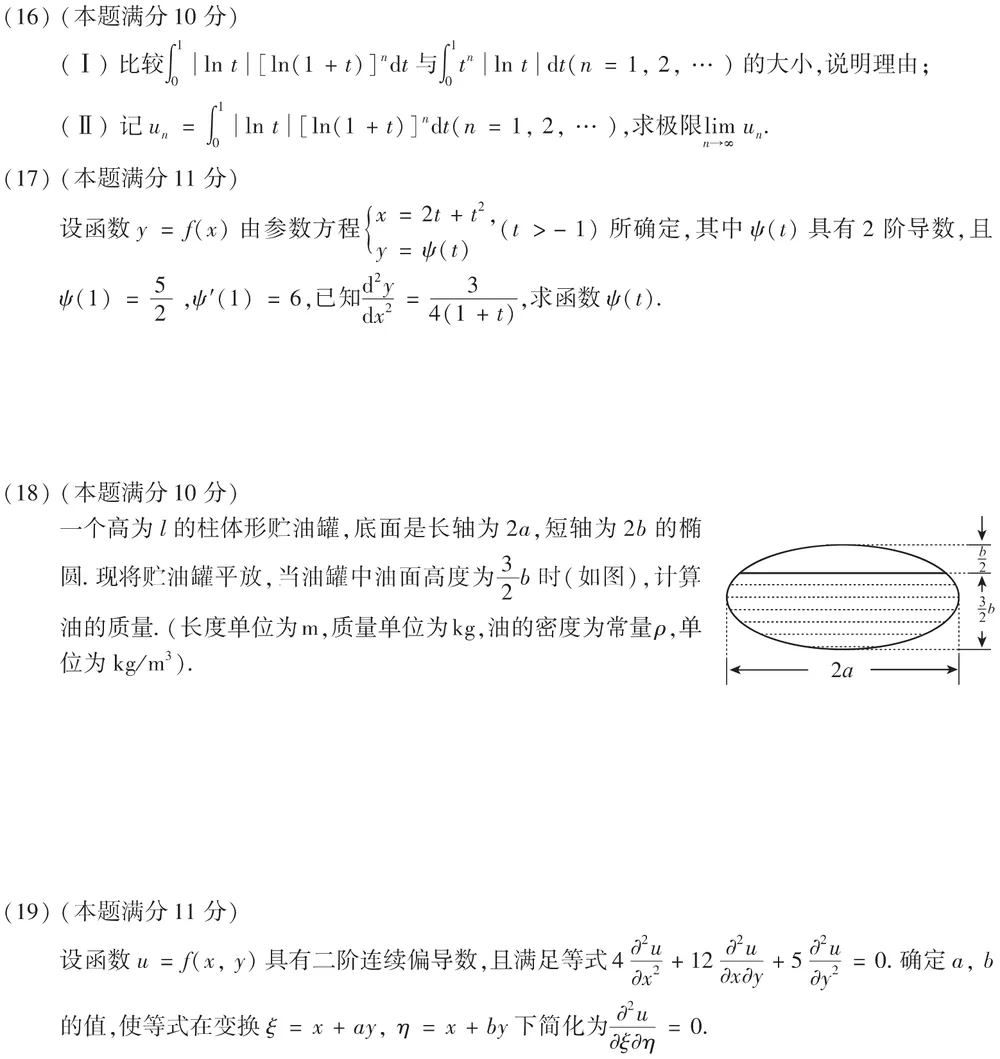 (16) (本题满分 10 分)
(Ⅰ) 比较∫₀¹ |ln t|[ln(1 + t)]ⁿdt 与∫₀¹ tⁿ|ln t|dt(n = 1, 2, … ) 的大小,说明理由;
(Ⅱ) 记 uₙ = ∫₀¹ |ln t|[ln(1 + t)]ⁿdt(n = 1, 2, … ),求极限lim_{n→∞} uₙ.
(17) (本题满分 11 分)
设函数 y = f(x) 由参数方程{x = 2t + t², y = ψ(t) (t > - 1) 所确定,其中 ψ(t) 具有 2 阶导数,且
ψ(1) = 5/2 ,ψ′(1) = 6,已知d²y/dx² = 3/4(1 + t),求函数 ψ(t).
(18) (本题满分 10 分)
一个高为 l 的柱体形贮油罐,底面是长轴为 2a,短轴为 2b 的椭
圆. 现将贮油罐平放,当油罐中油面高度为3/2b 时(如图),计算
油的质量. (长度单位为m,质量单位为kg,油的密度为常量ρ,单
位为 kg/m³).
b/2
3/2b
2a
(19) (本题满分 11 分)
设函数 u = f(x, y) 具有二阶连续偏导数,且满足等式 4 ∂²u/∂x² + 12 ∂²u/∂x∂y + 5 ∂²u/∂y² = 0. 确定 a, b
的值,使等式在变换 ξ = x + ay, η = x + by 下简化为∂²u/∂ξ∂η = 0.